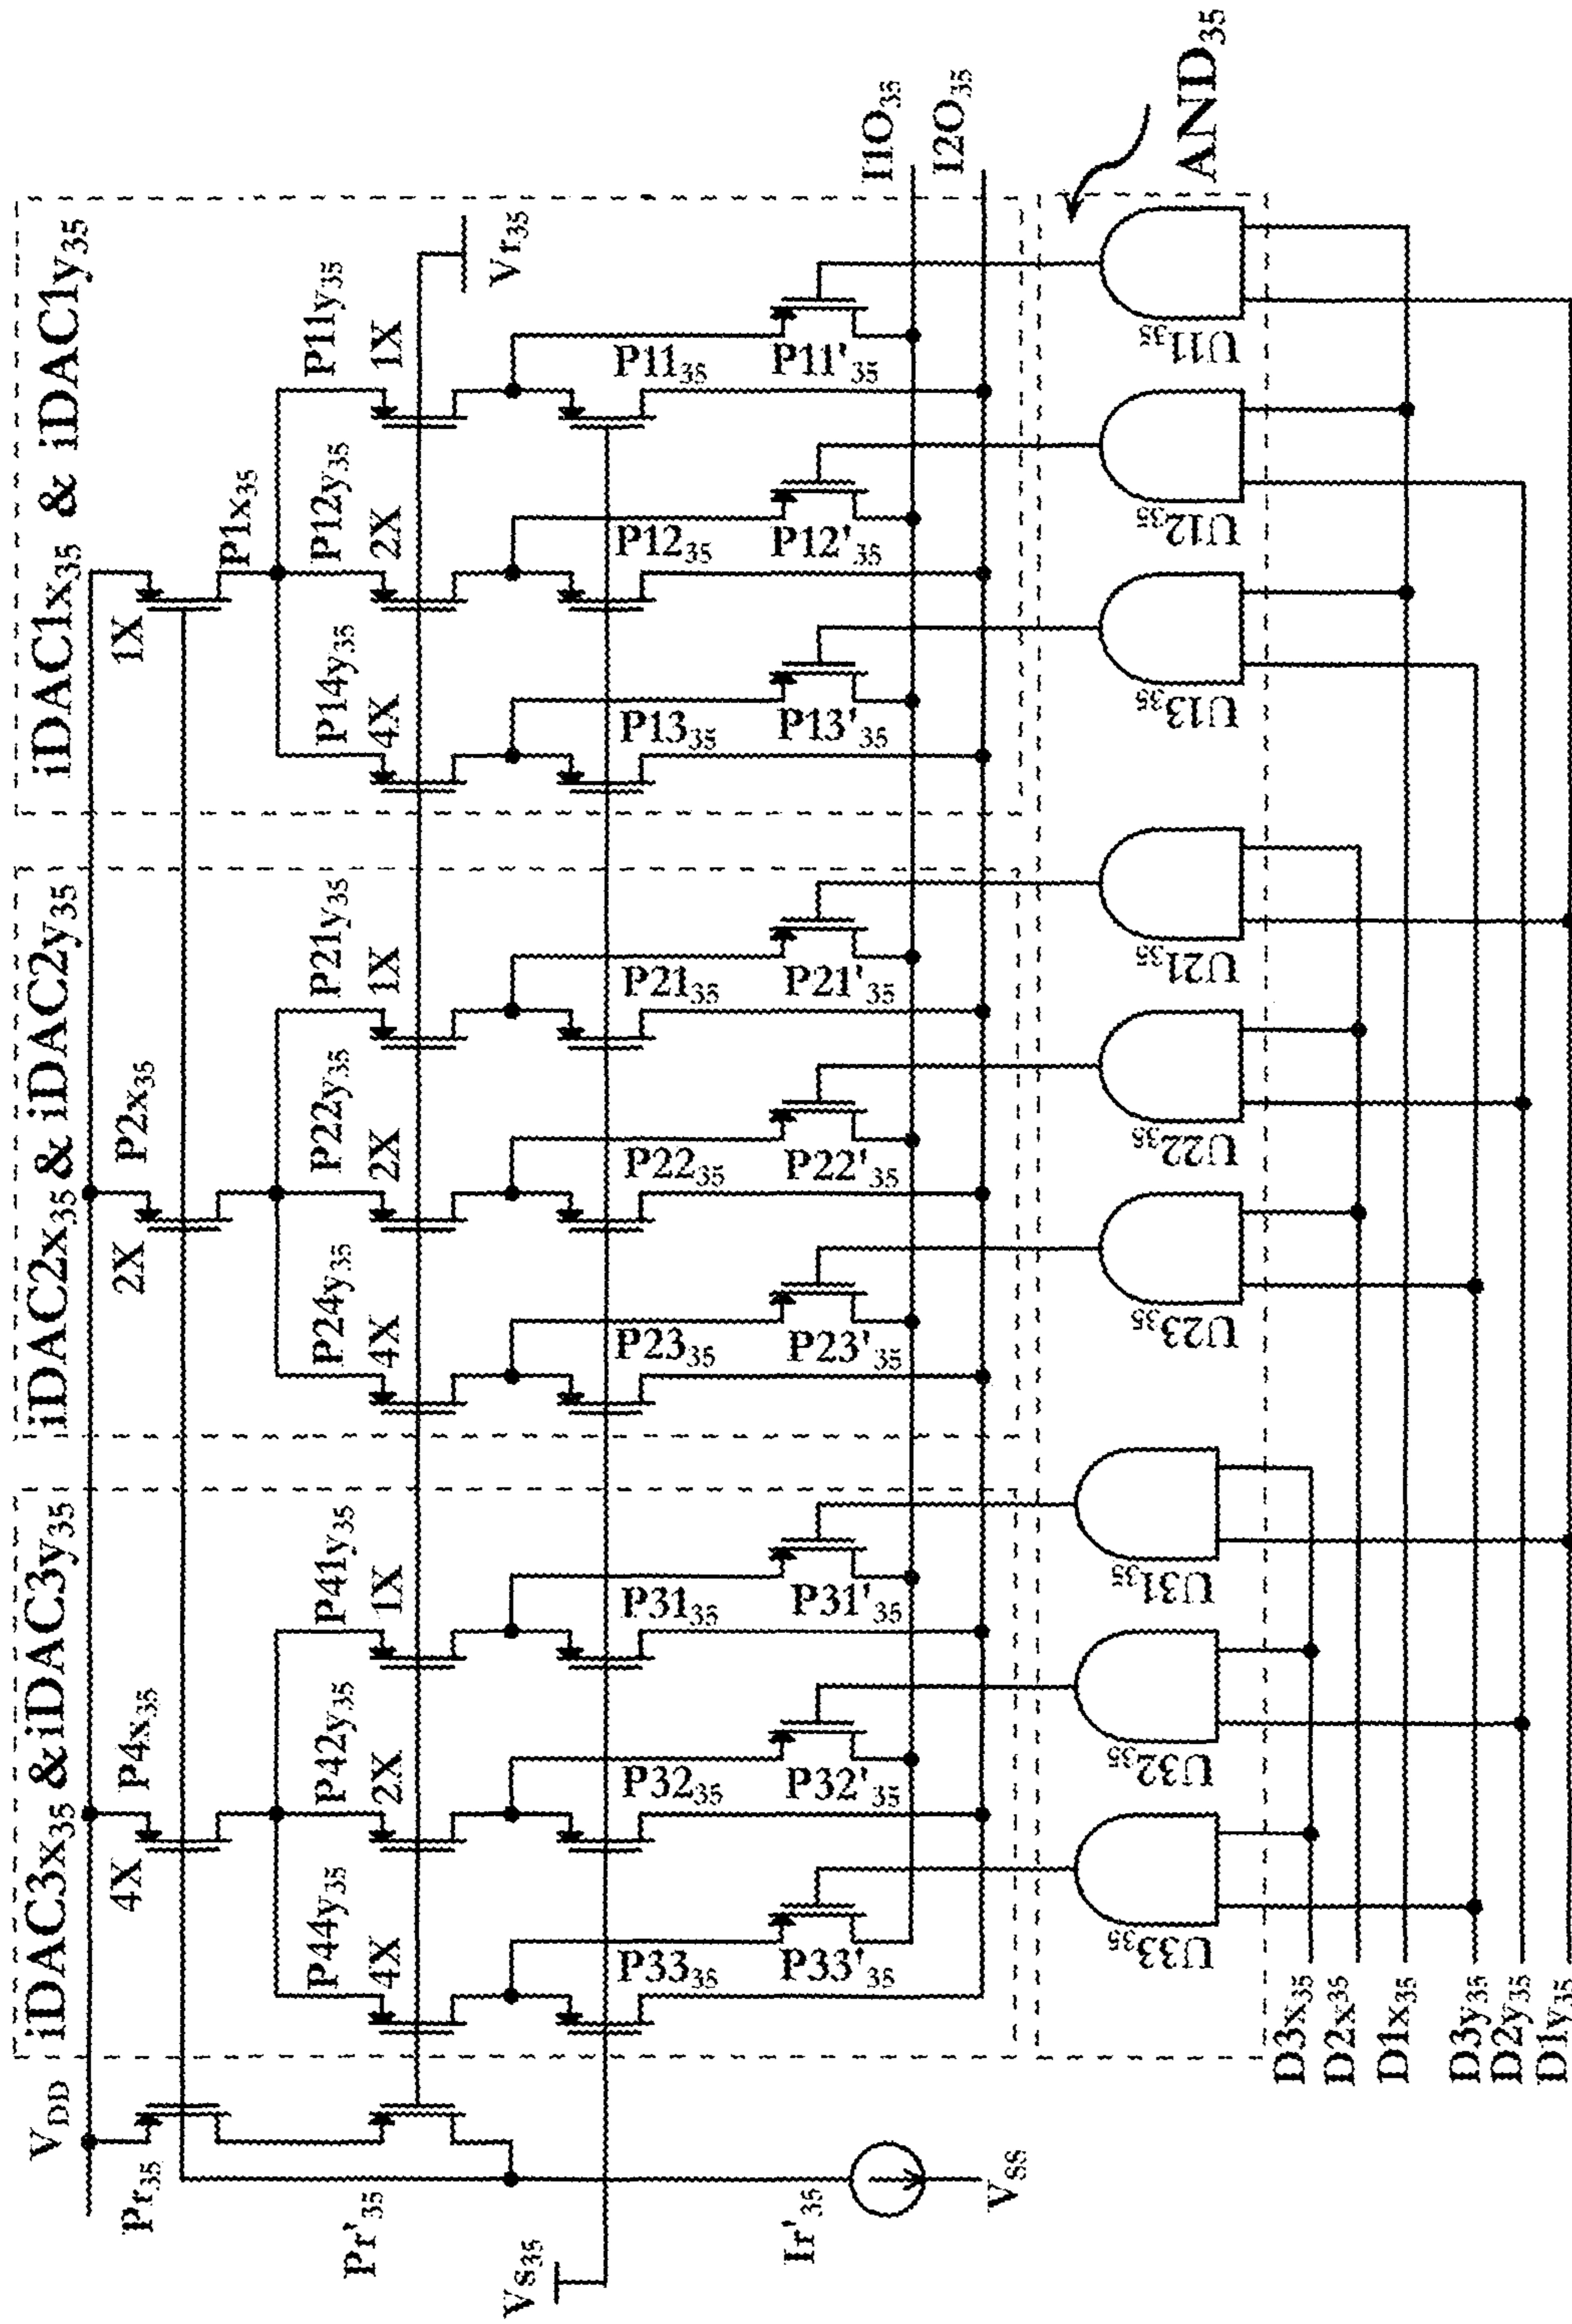 iDAC3x35 & iDAC3y35
iDAC2x35 & iDAC2y35
iDAC1x35 & iDAC1y35
VDD
Pr35
4X
P4x35
2X
P2x35
1X
P1x35
P44y35
P42y35
P41y35
P24y35
P22y35
P21y35
P14y35
P12y35
P11y35
Pr'35
4X
2X
1X
4X
2X
1X
4X
2X
1X
Vr35
Vs35
P3335
P3235
P3135
P2335
P2235
P2135
P1335
P1235
P1135
Ir'35
P33'35
P32'35
P31'35
P23'35
P22'35
P21'35
P13'35
P12'35
P11'35
I1O35
I2O35
VSS
U3335
U3235
U3135
U2335
U2235
U2135
U1335
U1235
U1135
AND35
D3x35
D2x35
D1x35
D3y35
D2y35
D1y35